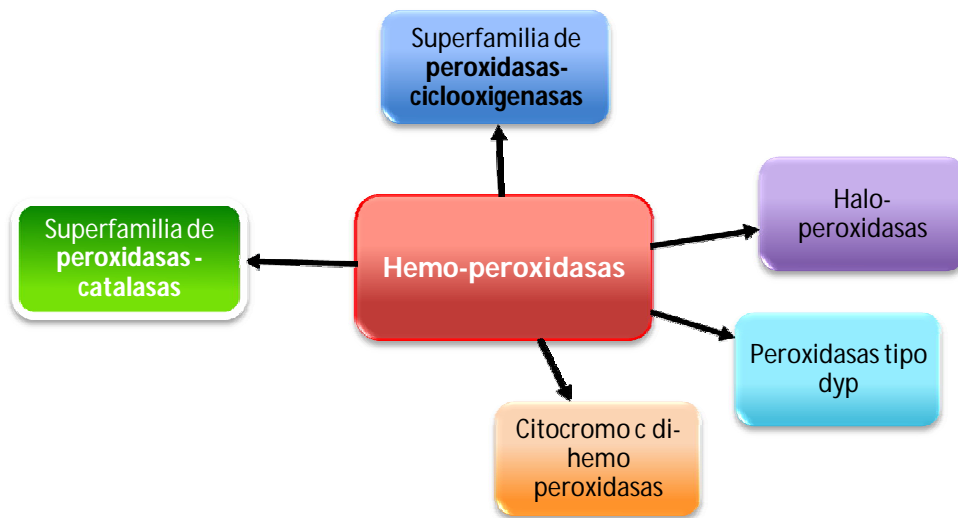 Superfamilia de
peroxidasas-
ciclooxigenasas
Halo-
peroxidasas
Superfamilia de
peroxidasas -
catalasas
Hemo-peroxidasas
Peroxidasas tipo
dyp
Citocromo c di-
hemo
peroxidasas